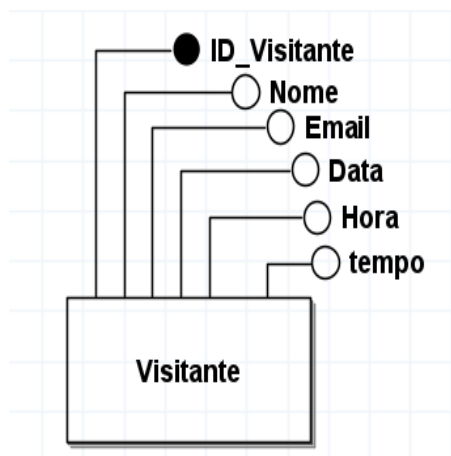 ID_Visitante
Nome
Email
Data
Hora
tempo
Visitante